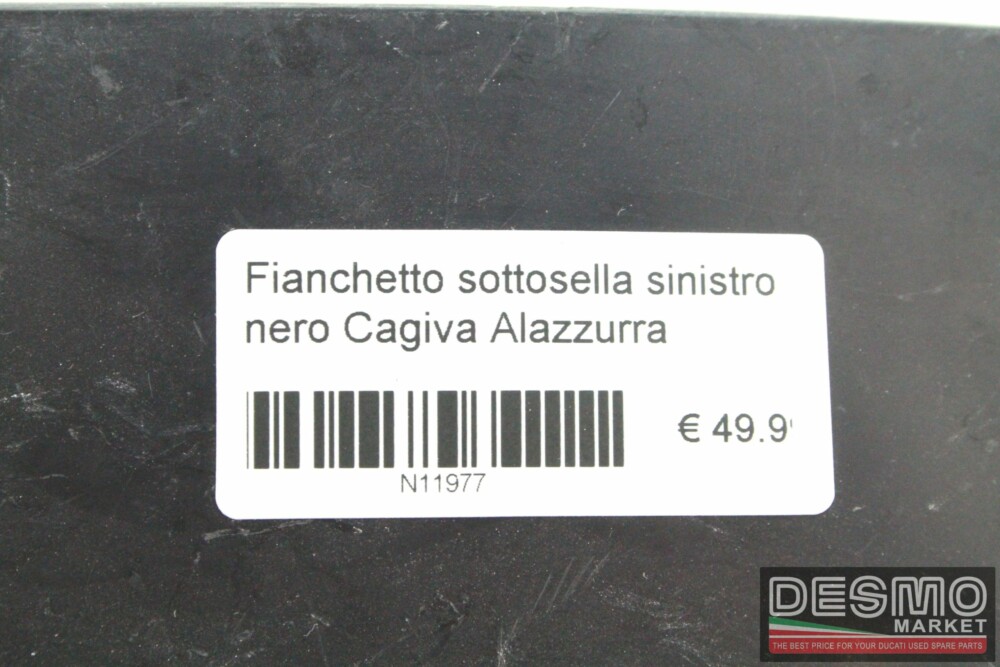 Fianchetto sottosella sinistro
nero Cagiva Alazzurra
€ 49.9
N11977
DESMO
MARKET
THE BEST PRICE FOR YOUR DUCATI USED SPARE PARTS